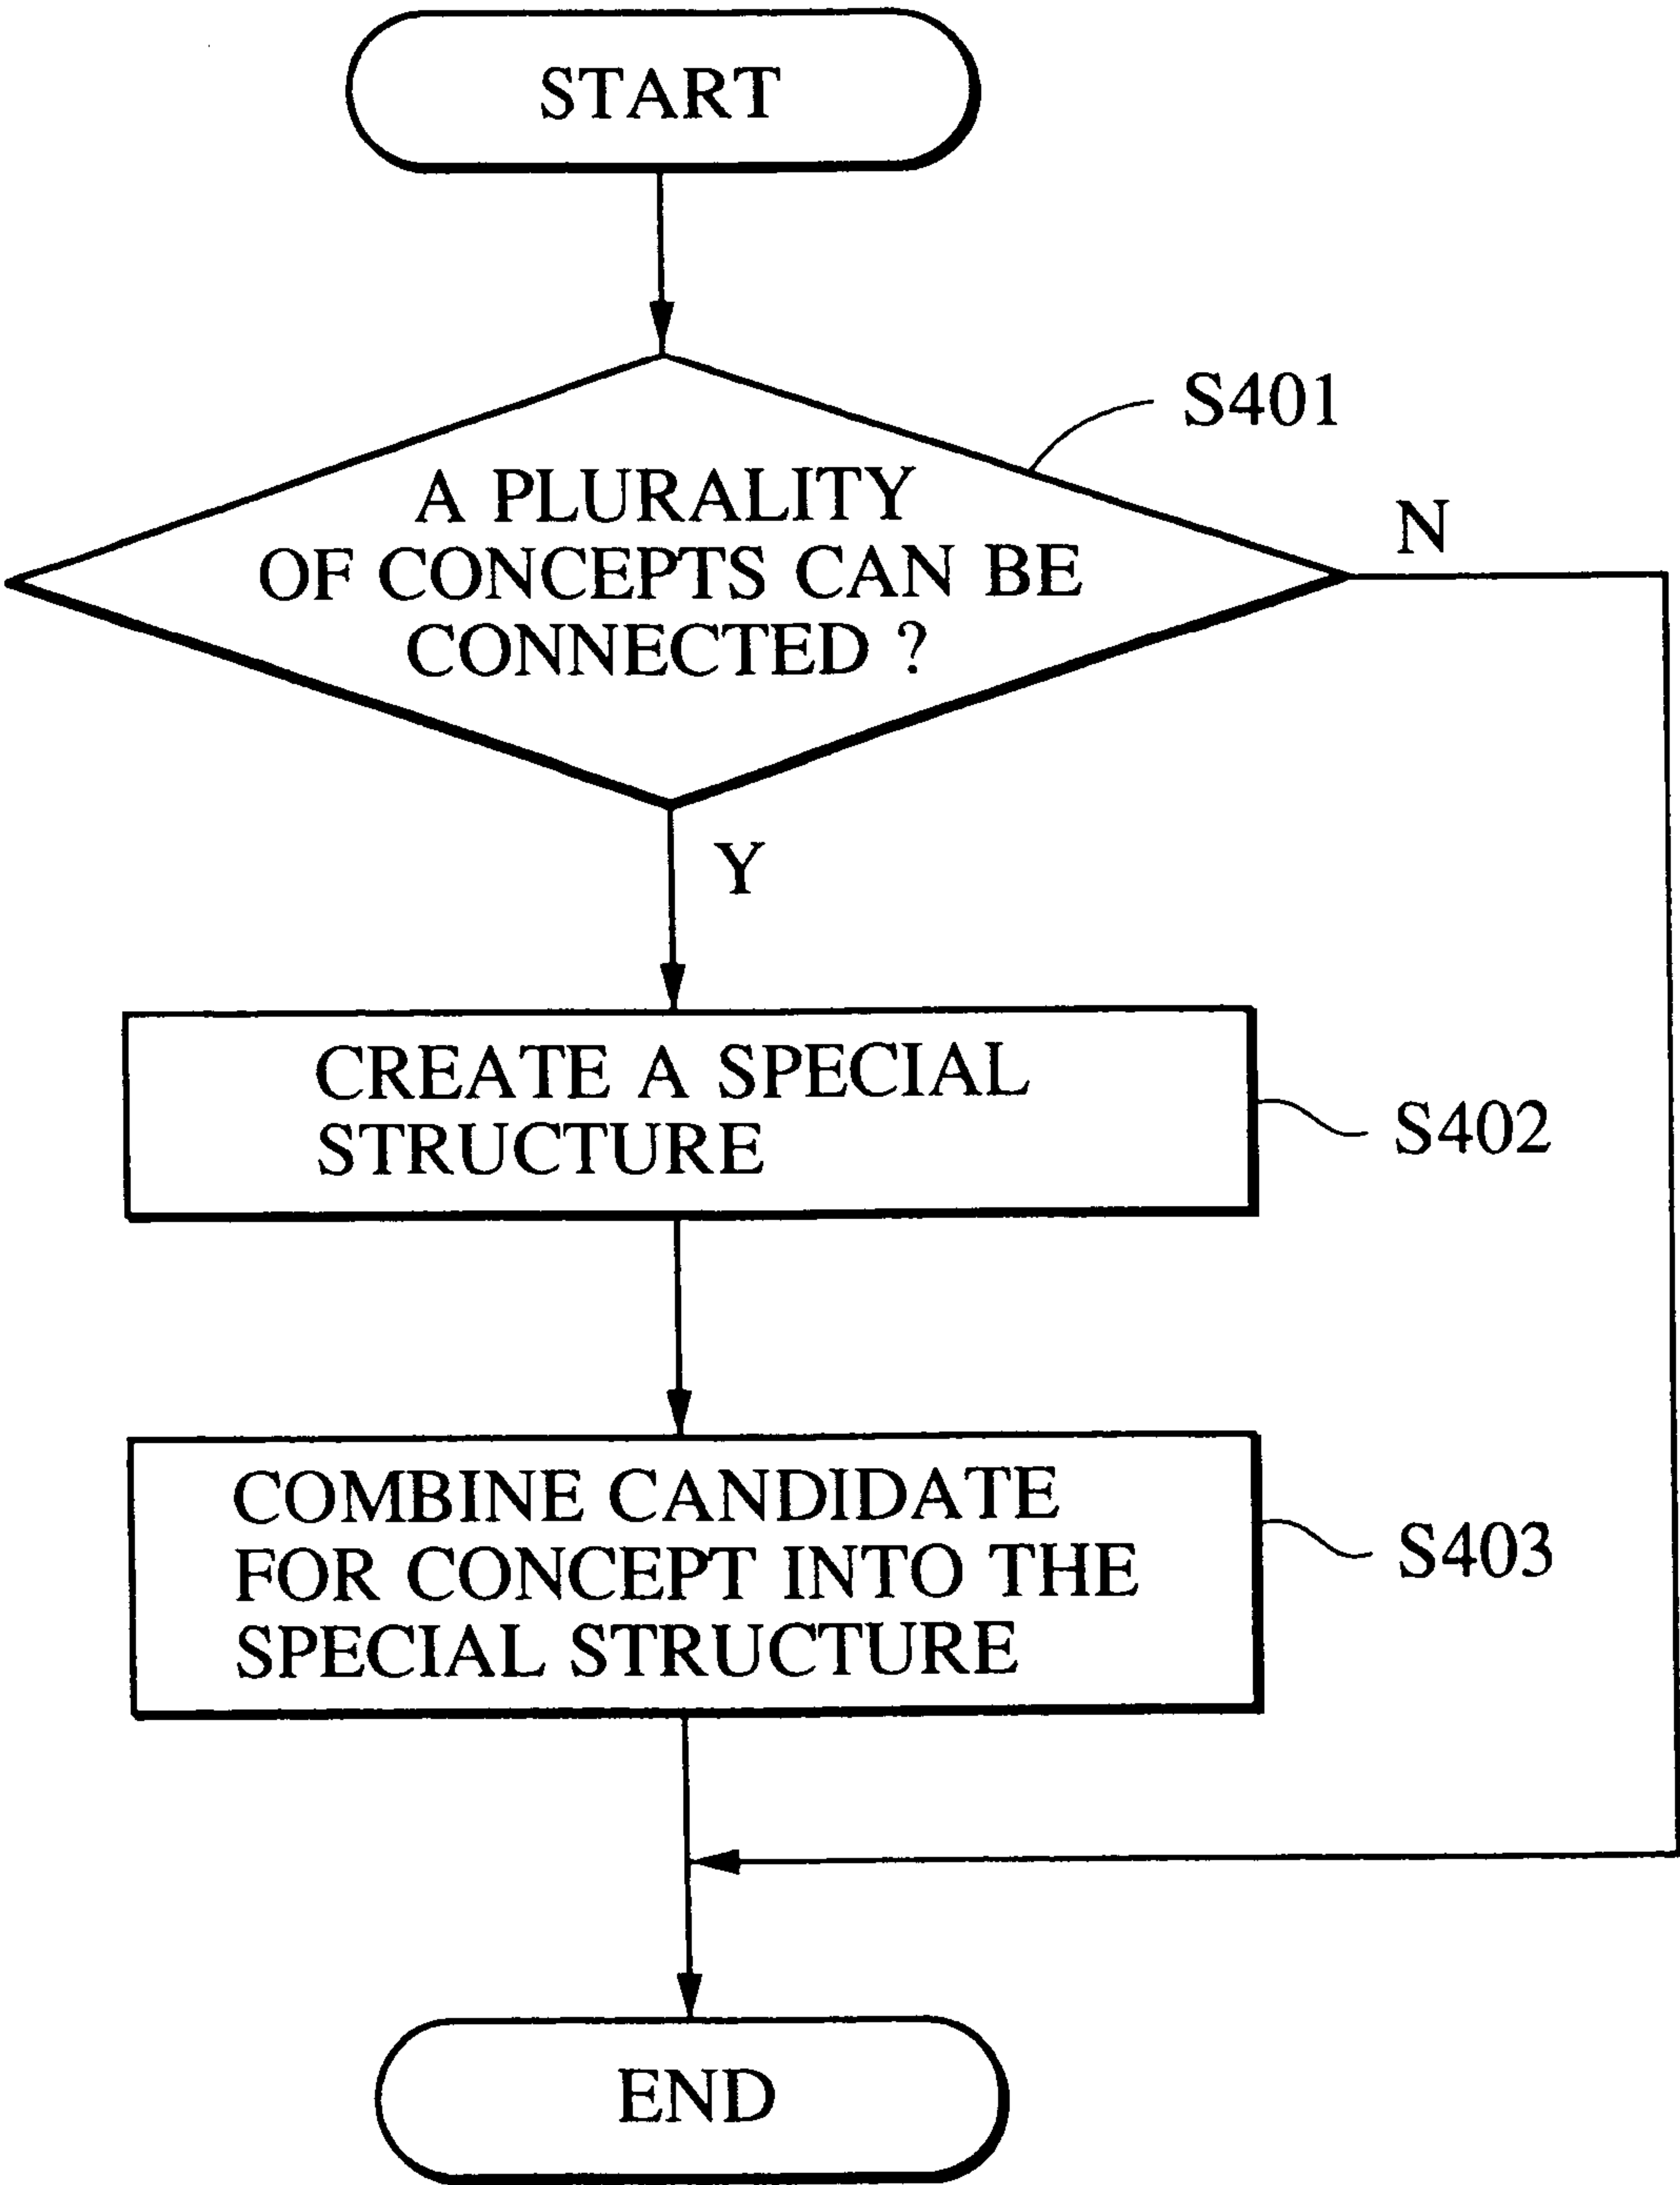 START
S401
A PLURALITY
OF CONCEPTS CAN BE
CONNECTED ?
N
Y
CREATE A SPECIAL
STRUCTURE
S402
COMBINE CANDIDATE
FOR CONCEPT INTO THE
SPECIAL STRUCTURE
S403
END